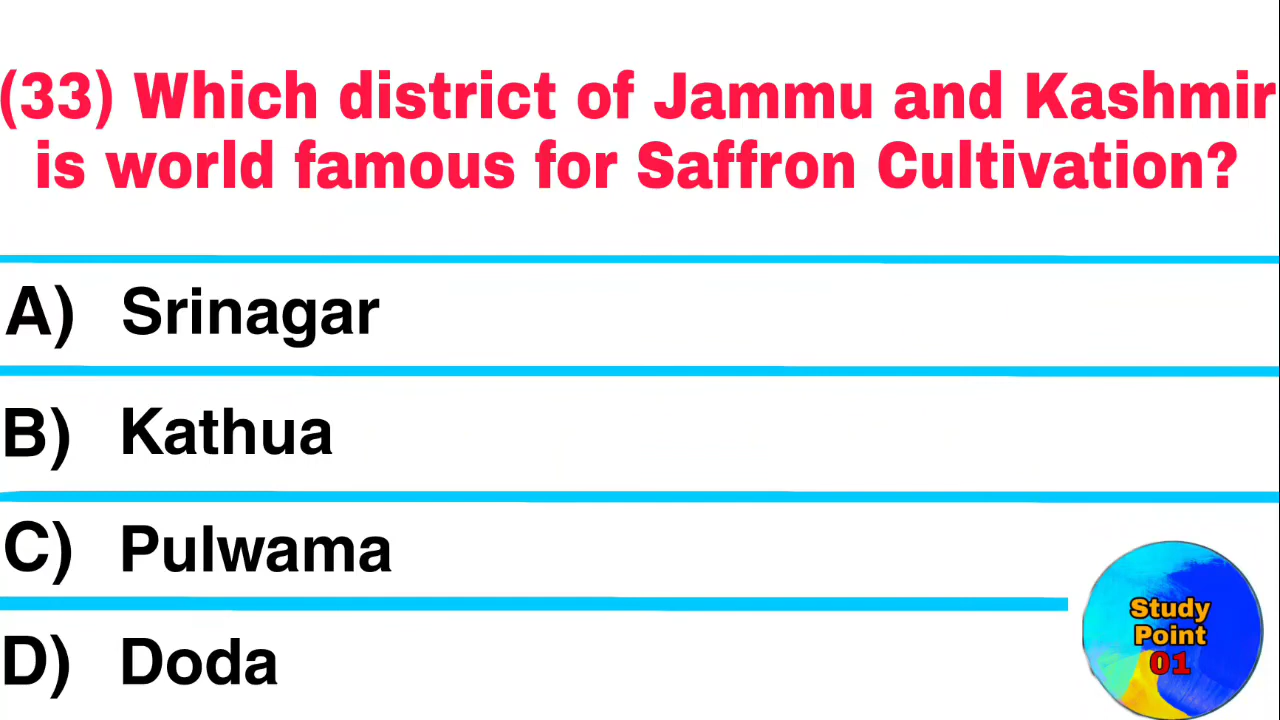 (33) Which district of Jammu and Kashmir
is world famous for Saffron Cultivation?
A) Srinagar
B) Kathua
C) Pulwama
D) Doda
Study
Point
01